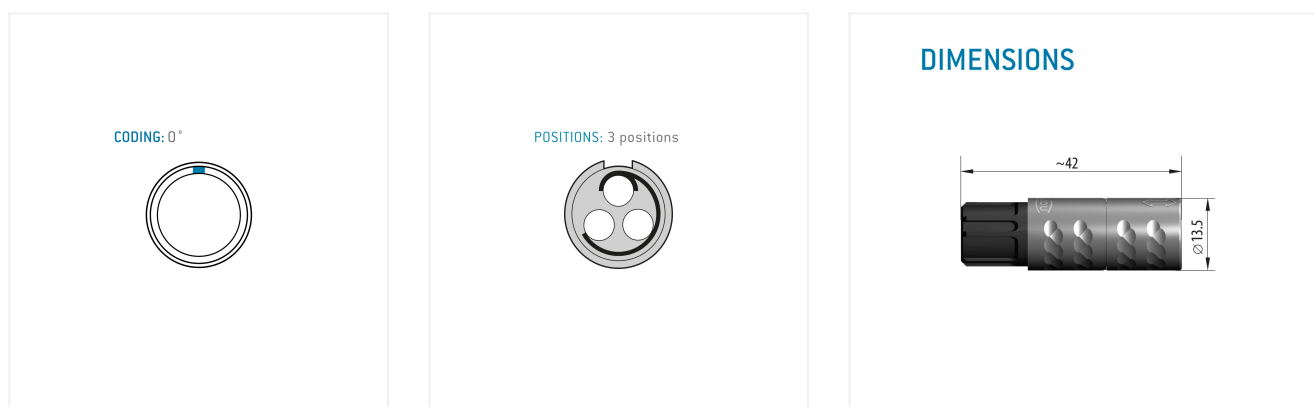 CODING: 0°
POSITIONS: 3 positions
DIMENSIONS
~42
⌀13.5